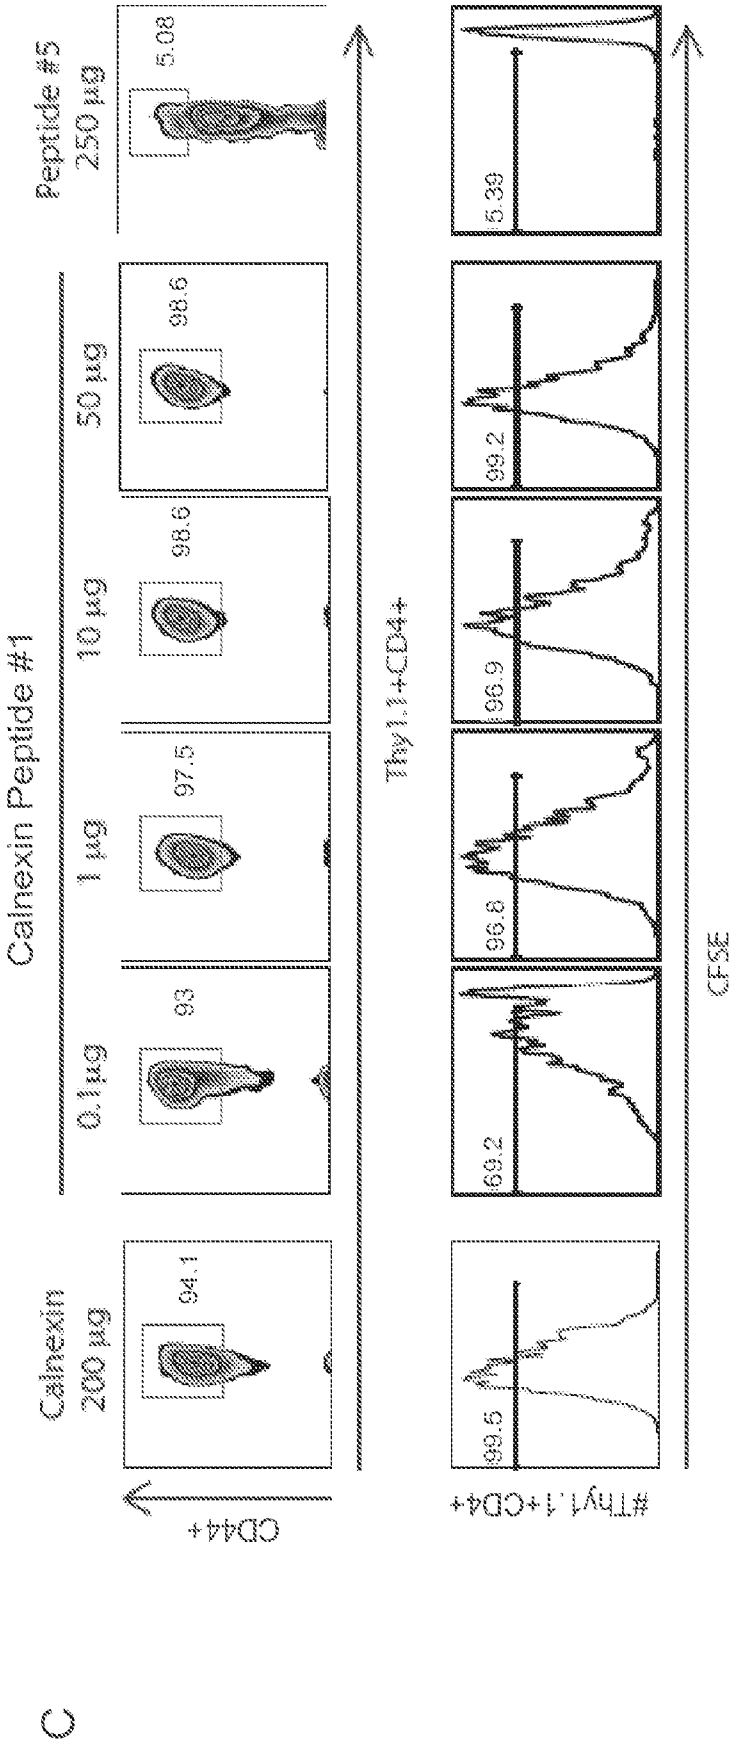 C
Calnexin Peptide #1
Calnexin
200 µg
0.1µg
1 µg
10 µg
50 µg
Peptide #5
250 µg
CD44+
94.1
93
97.5
98.6
98.6
5.08
Thy1.1+CD4+
#Thy1.1+CD4+
99.5
69.2
96.8
96.9
99.2
5.39
CFSE